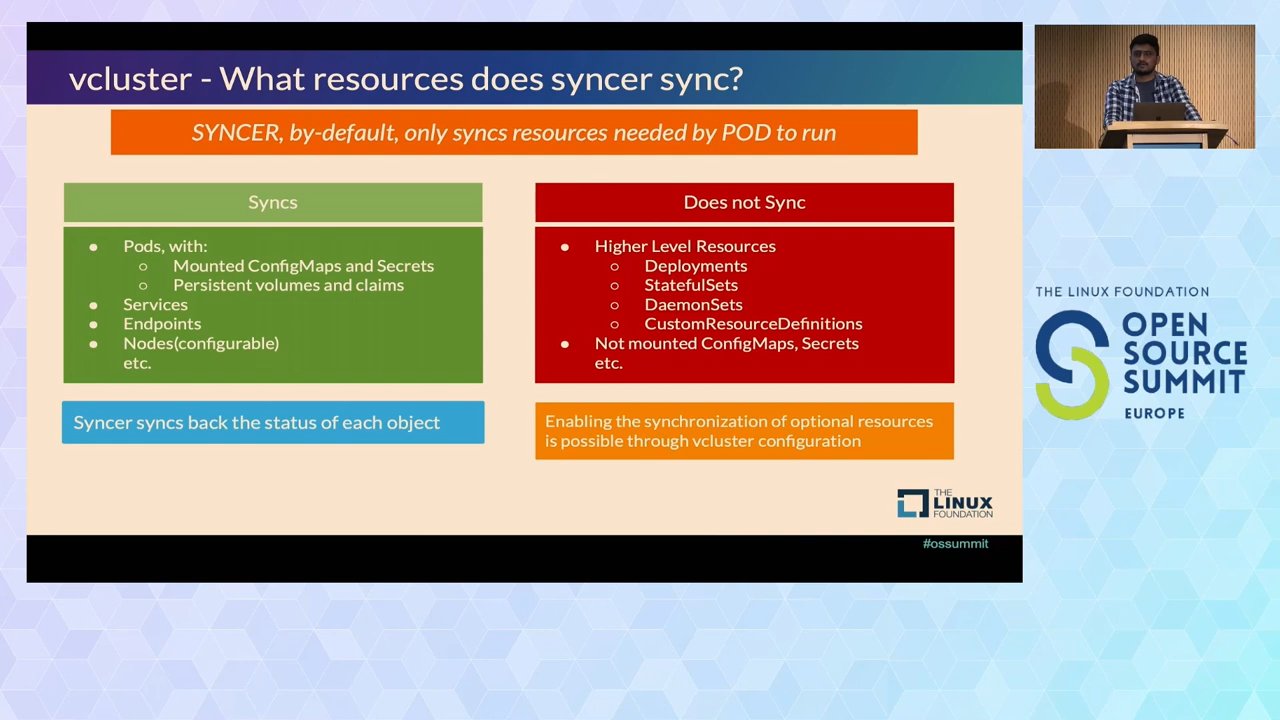 vcluster - What resources does syncer sync?
SYNCER, by-default, only syncs resources needed by POD to run
Syncs
● Pods, with:
○ Mounted ConfigMaps and Secrets
○ Persistent volumes and claims
● Services
● Endpoints
● Nodes(configurable)
etc.
Syncer syncs back the status of each object
Does not Sync
● Higher Level Resources
○ Deployments
○ StatefulSets
○ DaemonSets
○ CustomResourceDefinitions
● Not mounted ConfigMaps, Secrets
etc.
Enabling the synchronization of optional resources
is possible through vcluster configuration
THE
LINUX
FOUNDATION
#ossummit
THE LINUX FOUNDATION
OPEN
SOURCE
SUMMIT
EUROPE